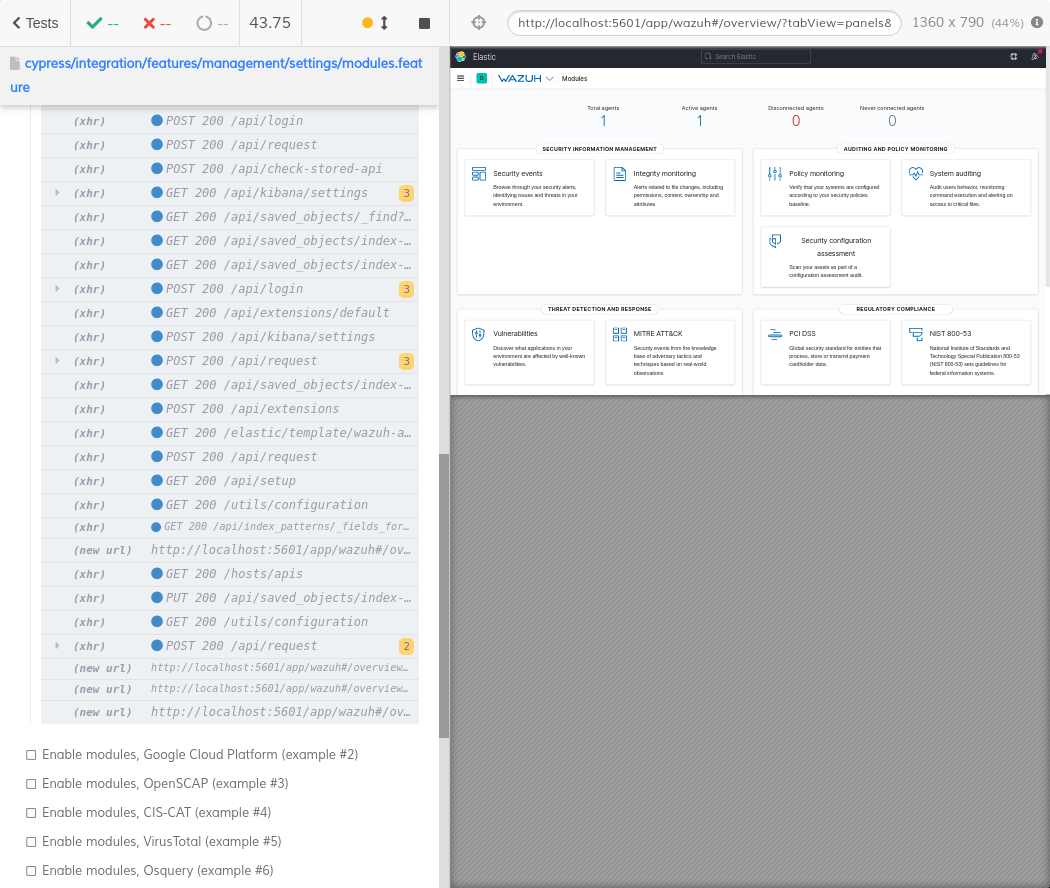 Tests
--
--
--
43.75
http://localhost:5601/app/wazuh#/overview/?tabView=panels&
1360 x 790 (44%)
cypress/integration/features/management/settings/modules.feat
ure
(xhr) POST 200 /api/login
(xhr) POST 200 /api/request
(xhr) POST 200 /api/check-stored-api
(xhr) GET 200 /api/kibana/settings 3
(xhr) GET 200 /api/saved_objects/_find?…
(xhr) GET 200 /api/saved_objects/index-…
(xhr) GET 200 /api/saved_objects/index-…
(xhr) POST 200 /api/login 3
(xhr) GET 200 /api/extensions/default
(xhr) POST 200 /api/kibana/settings
(xhr) POST 200 /api/request 3
(xhr) GET 200 /api/saved_objects/index-…
(xhr) POST 200 /api/extensions
(xhr) GET 200 /elastic/template/wazuh-a…
(xhr) POST 200 /api/request
(xhr) GET 200 /api/setup
(xhr) GET 200 /utils/configuration
(xhr) GET 200 /api/index_patterns/_fields_for…
(new url) http://localhost:5601/app/wazuh#/ov…
(xhr) GET 200 /hosts/apis
(xhr) PUT 200 /api/saved_objects/index-…
(xhr) GET 200 /utils/configuration
(xhr) POST 200 /api/request 2
(new url) http://localhost:5601/app/wazuh#/overview…
(new url) http://localhost:5601/app/wazuh#/overview…
(new url) http://localhost:5601/app/wazuh#/ov…
Enable modules, Google Cloud Platform (example #2)
Enable modules, OpenSCAP (example #3)
Enable modules, CIS-CAT (example #4)
Enable modules, VirusTotal (example #5)
Enable modules, Osquery (example #6)
Elastic
Search Elastic
D
WAZUH
Modules
Total agents
1
Active agents
1
Disconnected agents
0
Never connected agents
0
SECURITY INFORMATION MANAGEMENT
Security events
Browse through your security alerts,
identifying issues and threats in your
environment.
Integrity monitoring
Alerts related to file changes, including
permissions, content, ownership and
attributes.
AUDITING AND POLICY MONITORING
Policy monitoring
Verify that your systems are configured
according to your security policies
baseline.
System auditing
Audit users behavior, monitoring
command execution and alerting on
access to critical files.
Security configuration
assessment
Scan your assets as part of a
configuration assessment audit.
THREAT DETECTION AND RESPONSE
Vulnerabilities
Discover what applications in your
environment are affected by well-known
vulnerabilities.
MITRE ATT&CK
Security events from the knowledge
base of adversary tactics and
techniques based on real-world
observations
REGULATORY COMPLIANCE
PCI DSS
Global security standard for entities that
process, store or transmit payment
cardholder data.
NIST 800-53
National Institute of Standards and
Technology Special Publication 800-53
(NIST 800-53) sets guidelines for
federal information systems.